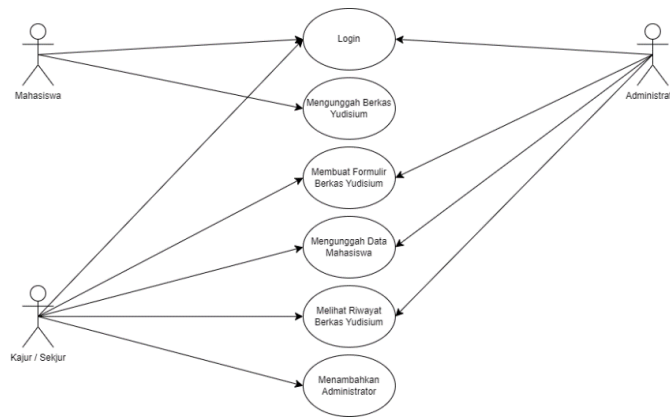 Login
Mahasiswa
Administrat
Mengunggah Berkas
Yudisium
Membuat Formulir
Berkas Yudisium
Mengunggah Data
Mahasiswa
Melihat Riwayat
Berkas Yudisium
Kajur / Sekjur
Menambahkan
Administrator